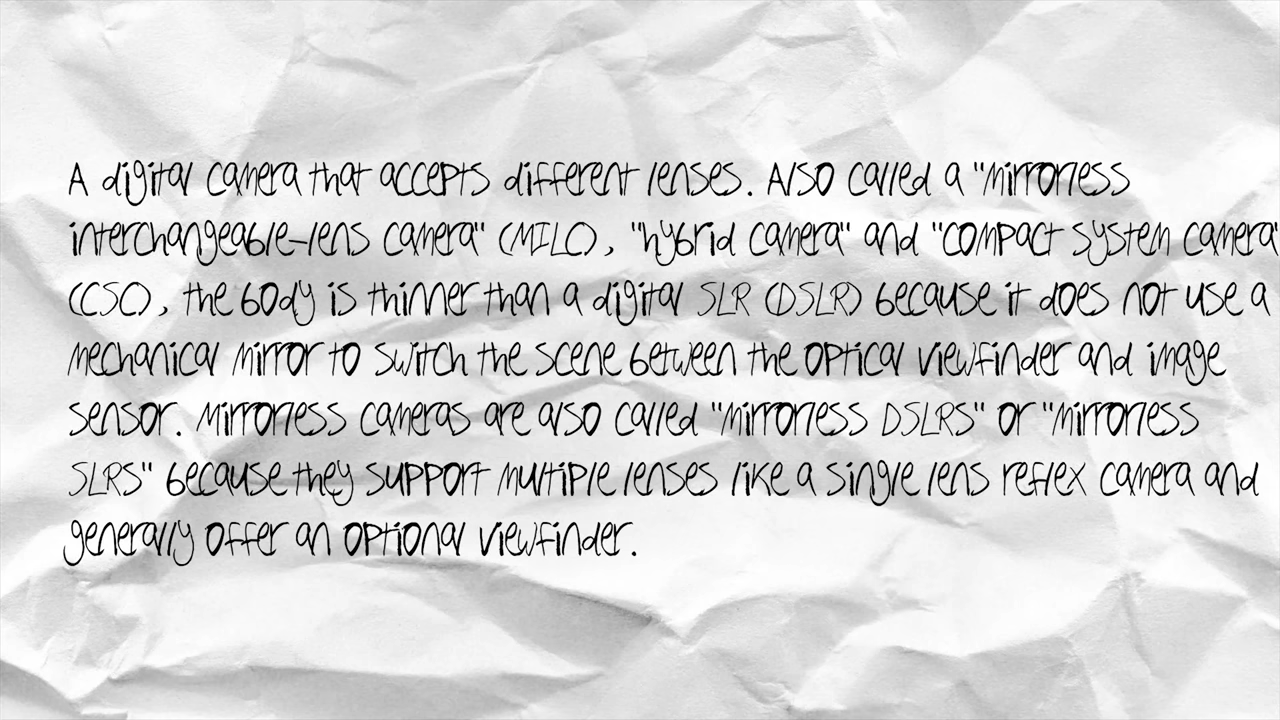 A digital camera that accepts different lenses. Also called a "mirrorless
interchangeable-lens camera" (MILC), "hybrid camera" and "compact system camera"
(CSC), the body is thinner than a digital SLR (DSLR) because it does not use a
mechanical mirror to switch the scene between the optical viewfinder and image
sensor. Mirrorless cameras are also called "mirrorless DSLRs" or "mirrorless
SLRs" because they support multiple lenses like a single lens reflex camera and
generally offer an optional viewfinder.